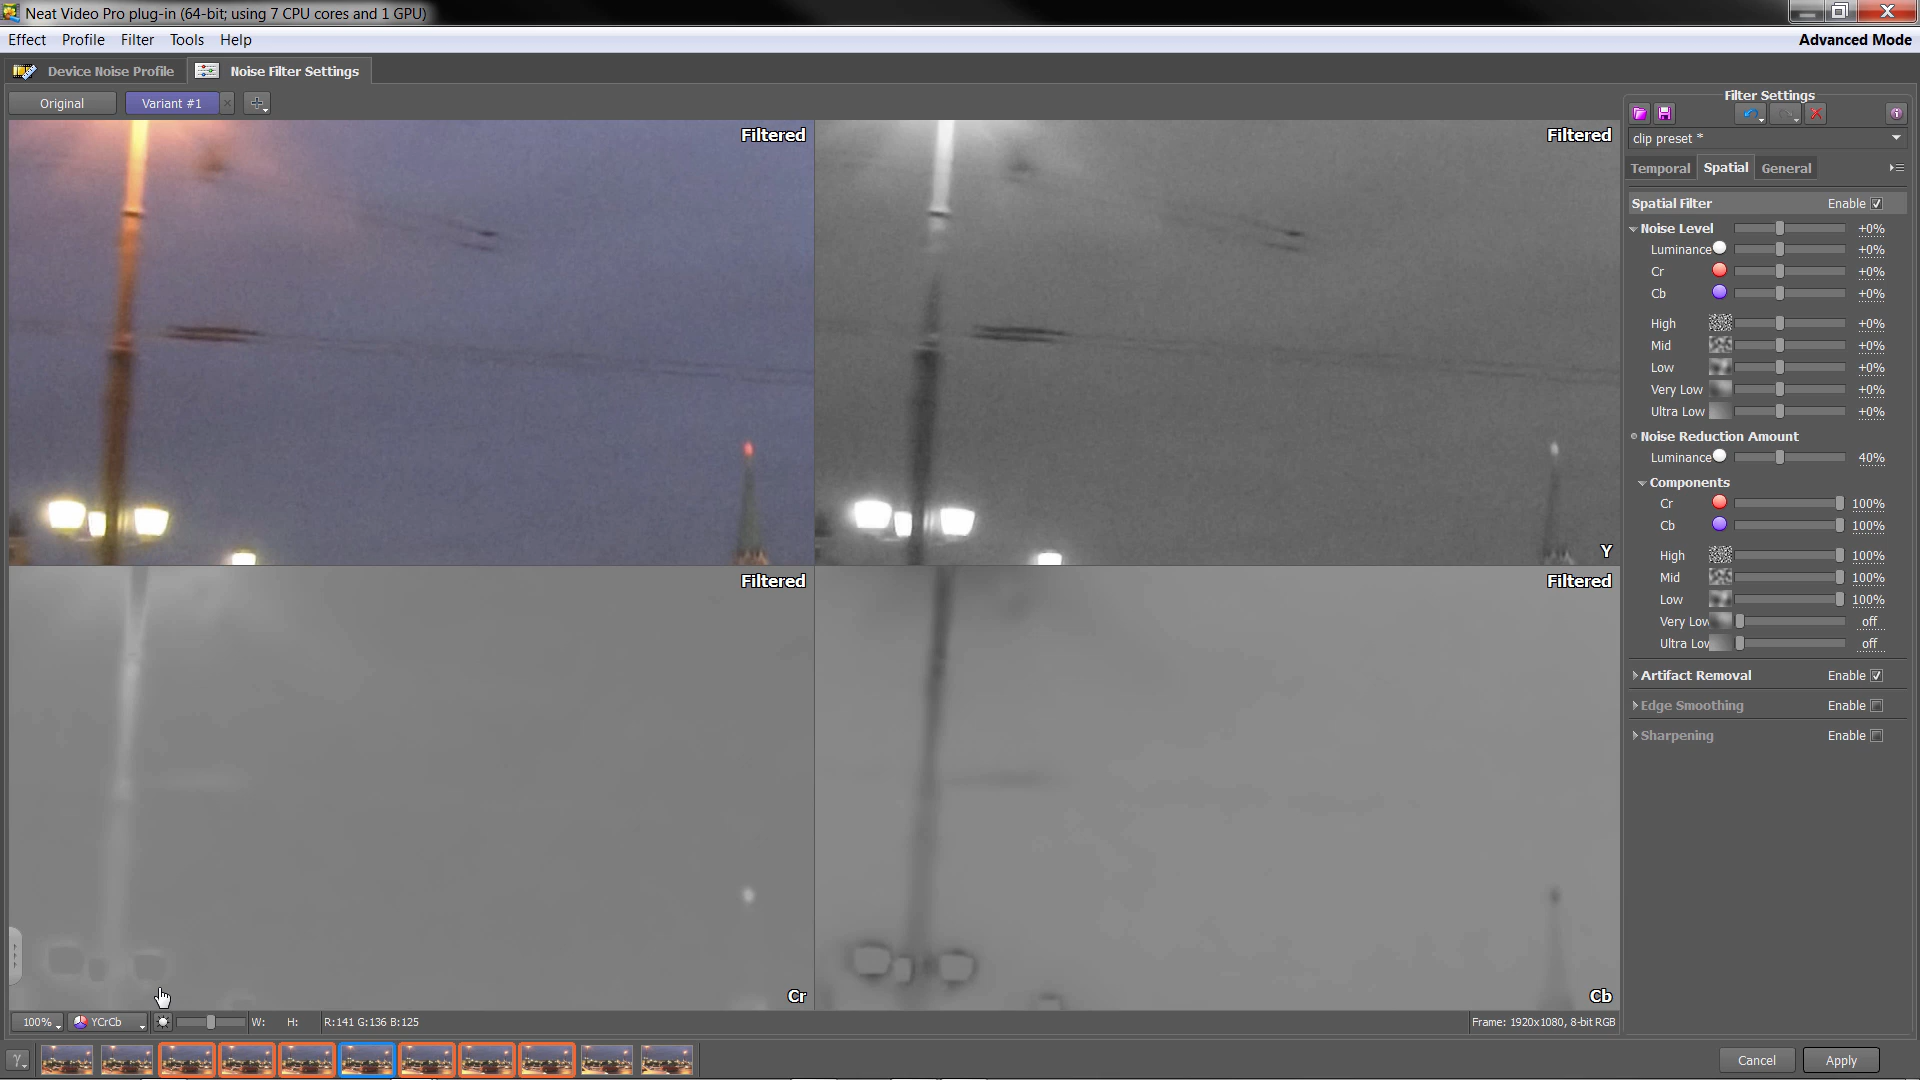 Neat Video Pro plug-in (64-bit; using 7 CPU cores and 1 GPU)
Effect Profile Filter Tools Help Advanced Mode
Device Noise Profile Noise Filter Settings
Original Variant #1
Filtered
Filtered
Y
Filtered
Cr
Filtered
Cb
Filter Settings
clip preset *
Temporal Spatial General
Spatial Filter Enable
Noise Level +0%
Luminance +0%
Cr +0%
Cb +0%
High +0%
Mid +0%
Low +0%
Very Low +0%
Ultra Low +0%
Noise Reduction Amount
Luminance 40%
Components
Cr 100%
Cb 100%
High 100%
Mid 100%
Low 100%
Very Low off
Ultra Lo off
Artifact Removal Enable
Edge Smoothing Enable
Sharpening Enable
100% YCrCb W: H: R:141 G:136 B:125 Frame: 1920x1080, 8-bit RGB
γ Cancel Apply